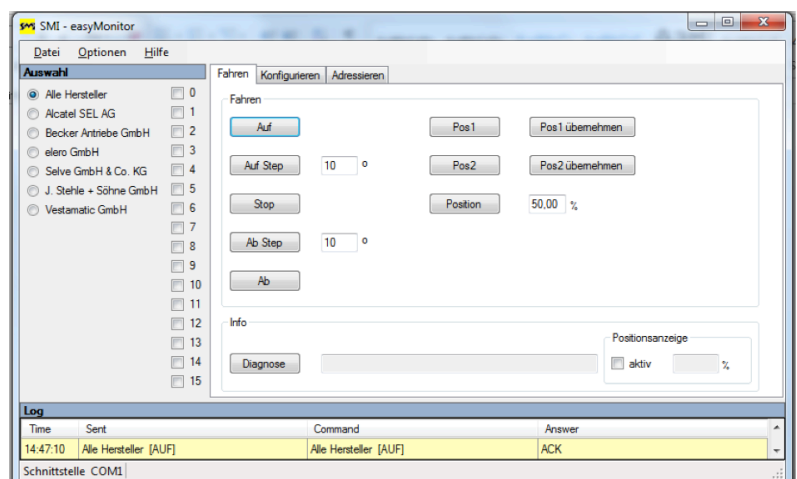 SMI - easyMonitor
Datei Optionen Hilfe
Auswahl
Alle Hersteller
Alcatel SEL AG
Becker Antriebe GmbH
elero GmbH
Selve GmbH & Co. KG
J. Stehle + Söhne GmbH
Vestamatic GmbH
0
1
2
3
4
5
6
7
8
9
10
11
12
13
14
15
Fahren Konfigurieren Adressieren
Fahren
Auf Pos1 Pos1 übernehmen
Auf Step 10 ° Pos2 Pos2 übernehmen
Stop Position 50,00 %
Ab Step 10 °
Ab
Info
Positionsanzeige
Diagnose aktiv %
Log
Time Sent Command Answer
14:47:10 Alle Hersteller [AUF] Alle Hersteller [AUF] ACK
Schnittstelle COM1